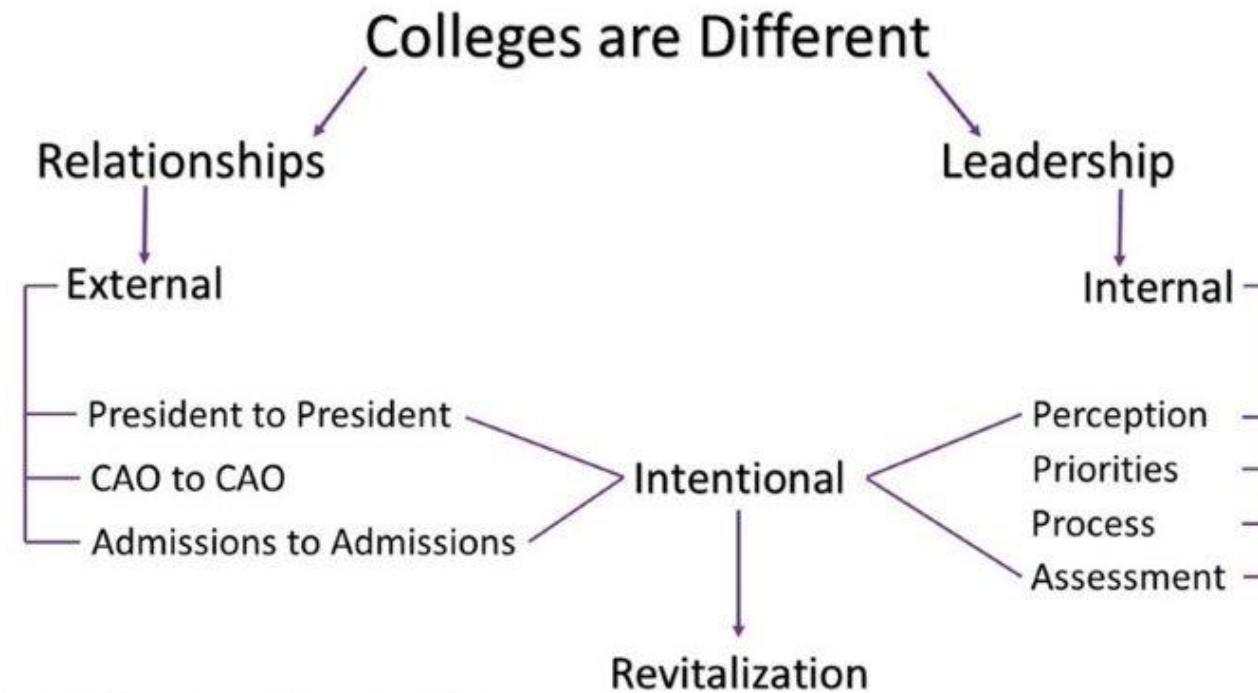 Colleges are Different
Relationships
Leadership
External
Internal
President to President
CAO to CAO
Admissions to Admissions
Intentional
Perception
Priorities
Process
Assessment
Revitalization